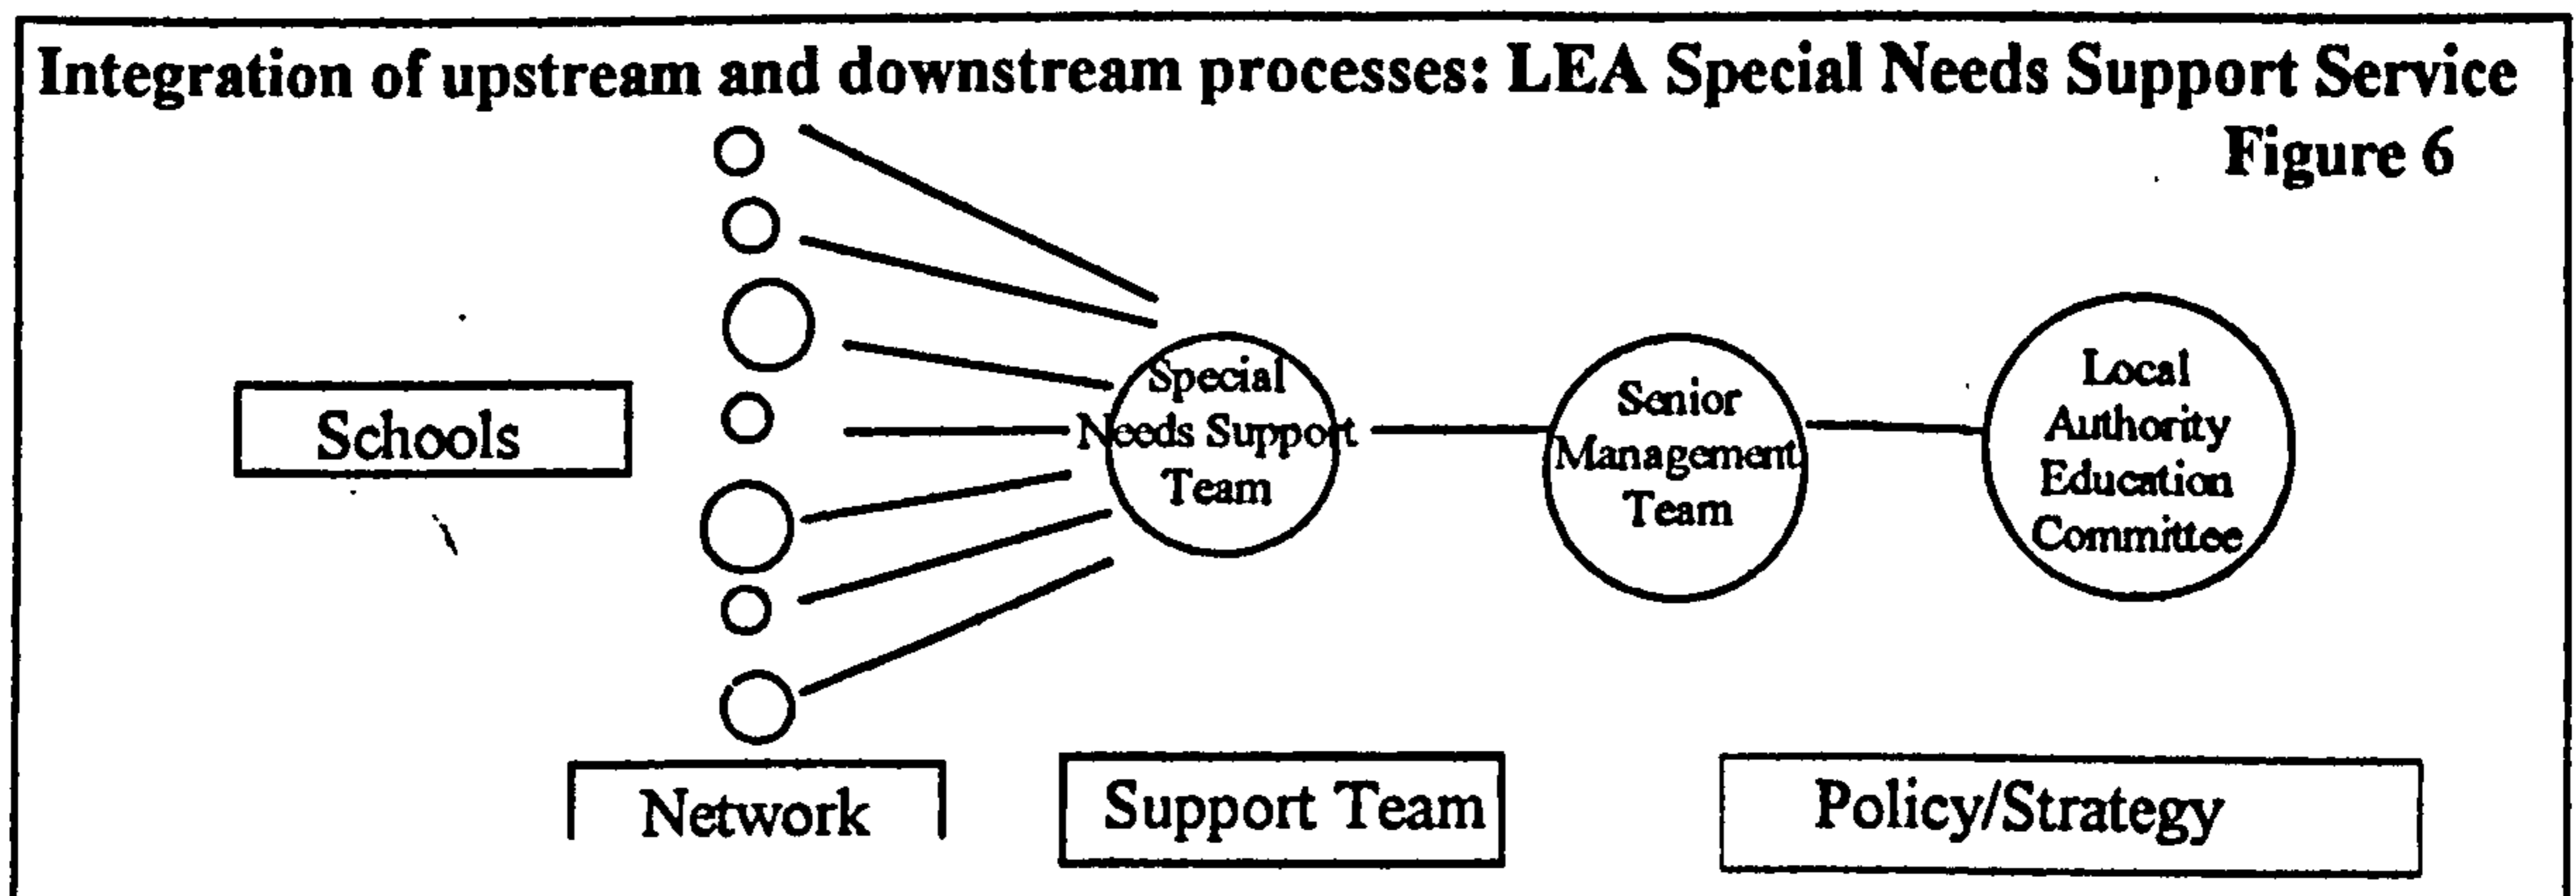 Integration of upstream and downstream processes: LEA Special Needs Support Service
Figure 6
Schools
Special
Needs Support
Team
Senior
Management
Team
Local
Authority
Education
Committee
Network
Support Team
Policy/Strategy